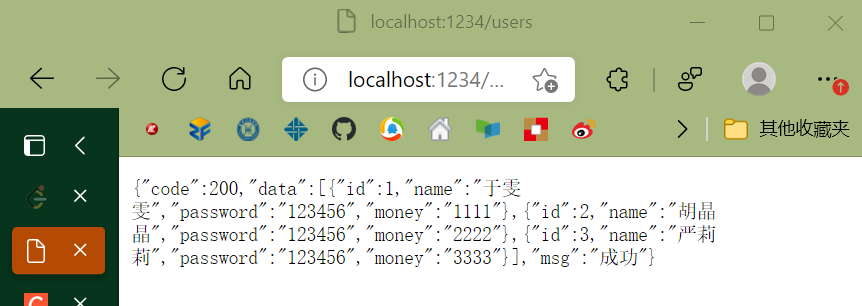 localhost:1234/users
localhost:1234/...
其他收藏夹
{"code":200,"data":[{"id":1,"name":"于雯
雯","password":"123456","money":"1111"},{"id":2,"name":"胡晶
晶","password":"123456","money":"2222"},{"id":3,"name":"严莉
莉","password":"123456","money":"3333"}],"msg":"成功"}